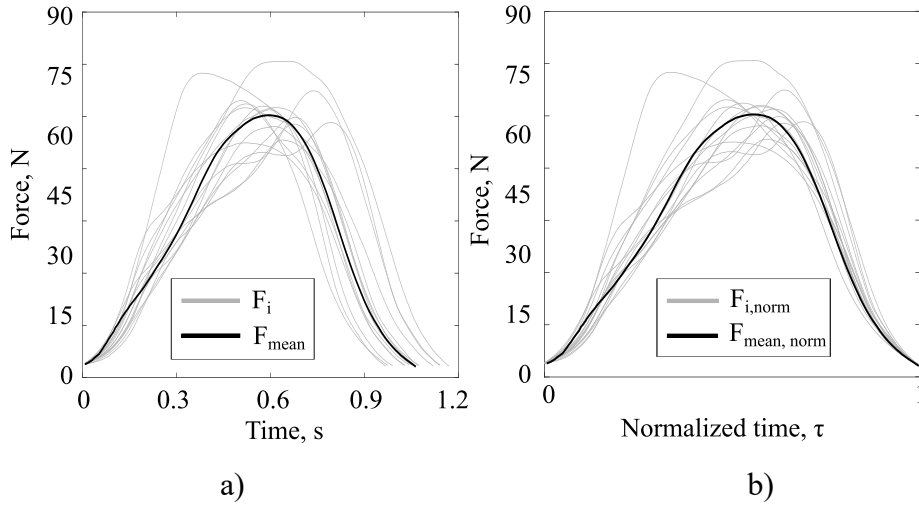 90
75
60
45
30
15
0
Force, N
F_i
F_mean
0 0.3 0.6 0.9 1.2
Time, s
a)
90
75
60
45
30
15
0
Force, N
F_i,norm
F_mean, norm
0 1
Normalized time, τ
b)